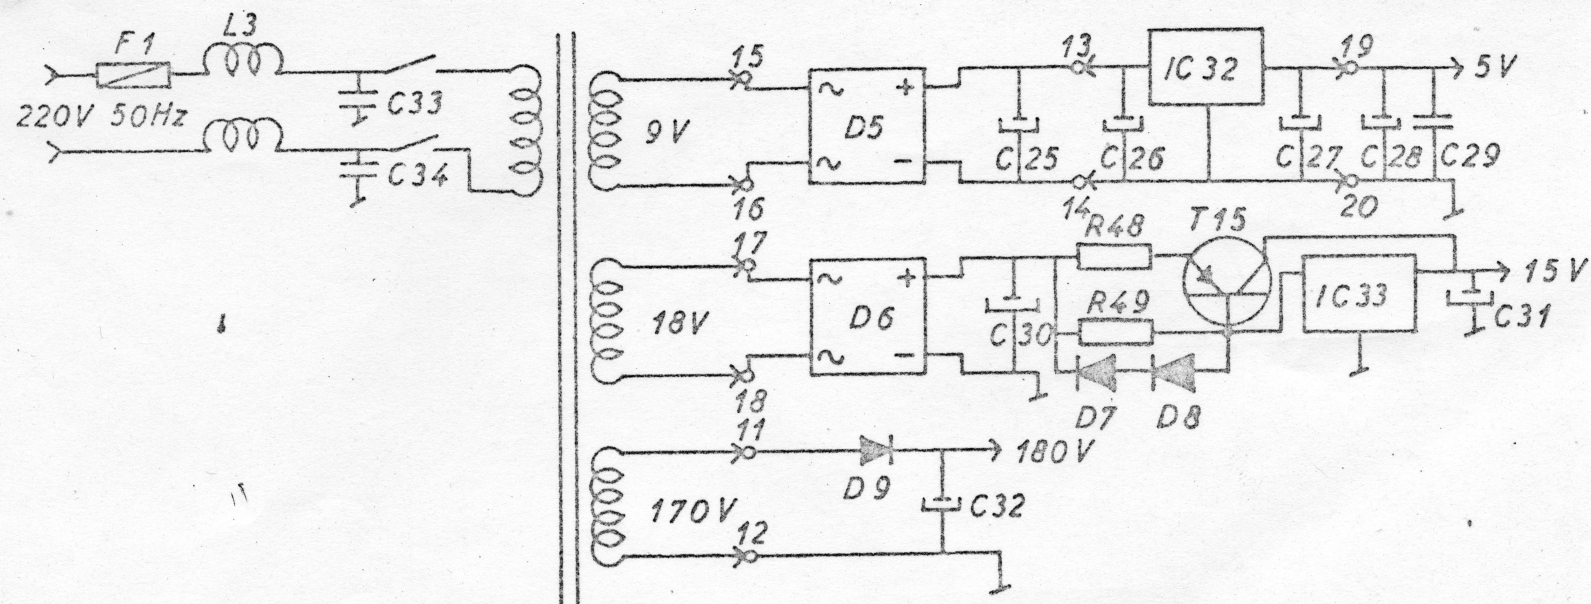 F1
L3
220V 50Hz
C33
C34
9V
15
16
D5
~
~
+
-
13
14
C25
C26
IC32
C27
19
20
C28
C29
5V
18V
17
18
D6
~
~
+
-
C30
R48
R49
T15
D7
D8
IC33
15V
C31
170V
11
12
D9
C32
180V